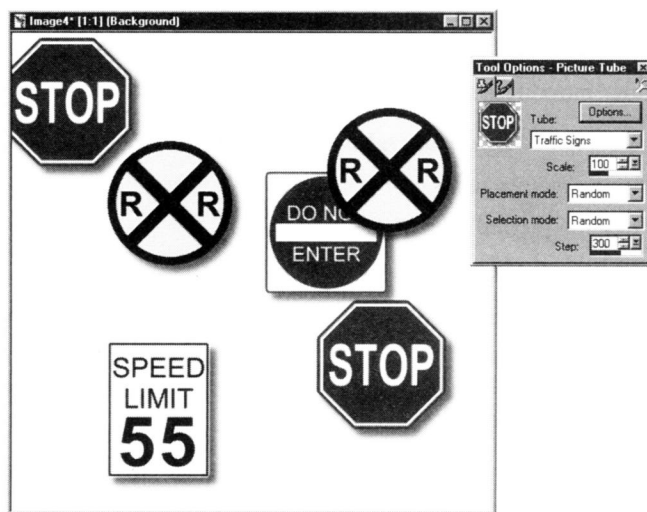 Image4* [1:1] (Background)
STOP
R R
R R
DO NO
ENTER
STOP
SPEED
LIMIT
55
Tool Options - Picture Tube
STOP
Tube:
Options...
Traffic Signs
Scale: 100
Placement mode: Random
Selection mode: Random
Step: 300